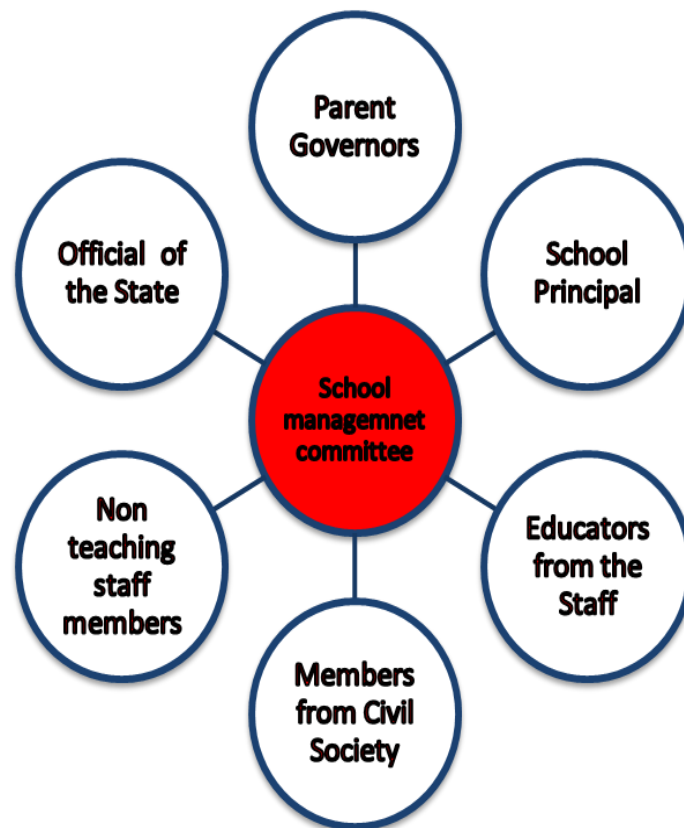 Parent
Governors
Official of
the State
School
Principal
School
managemnet
committee
Non
teaching
staff
members
Educators
from the
Staff
Members
from Civil
Society